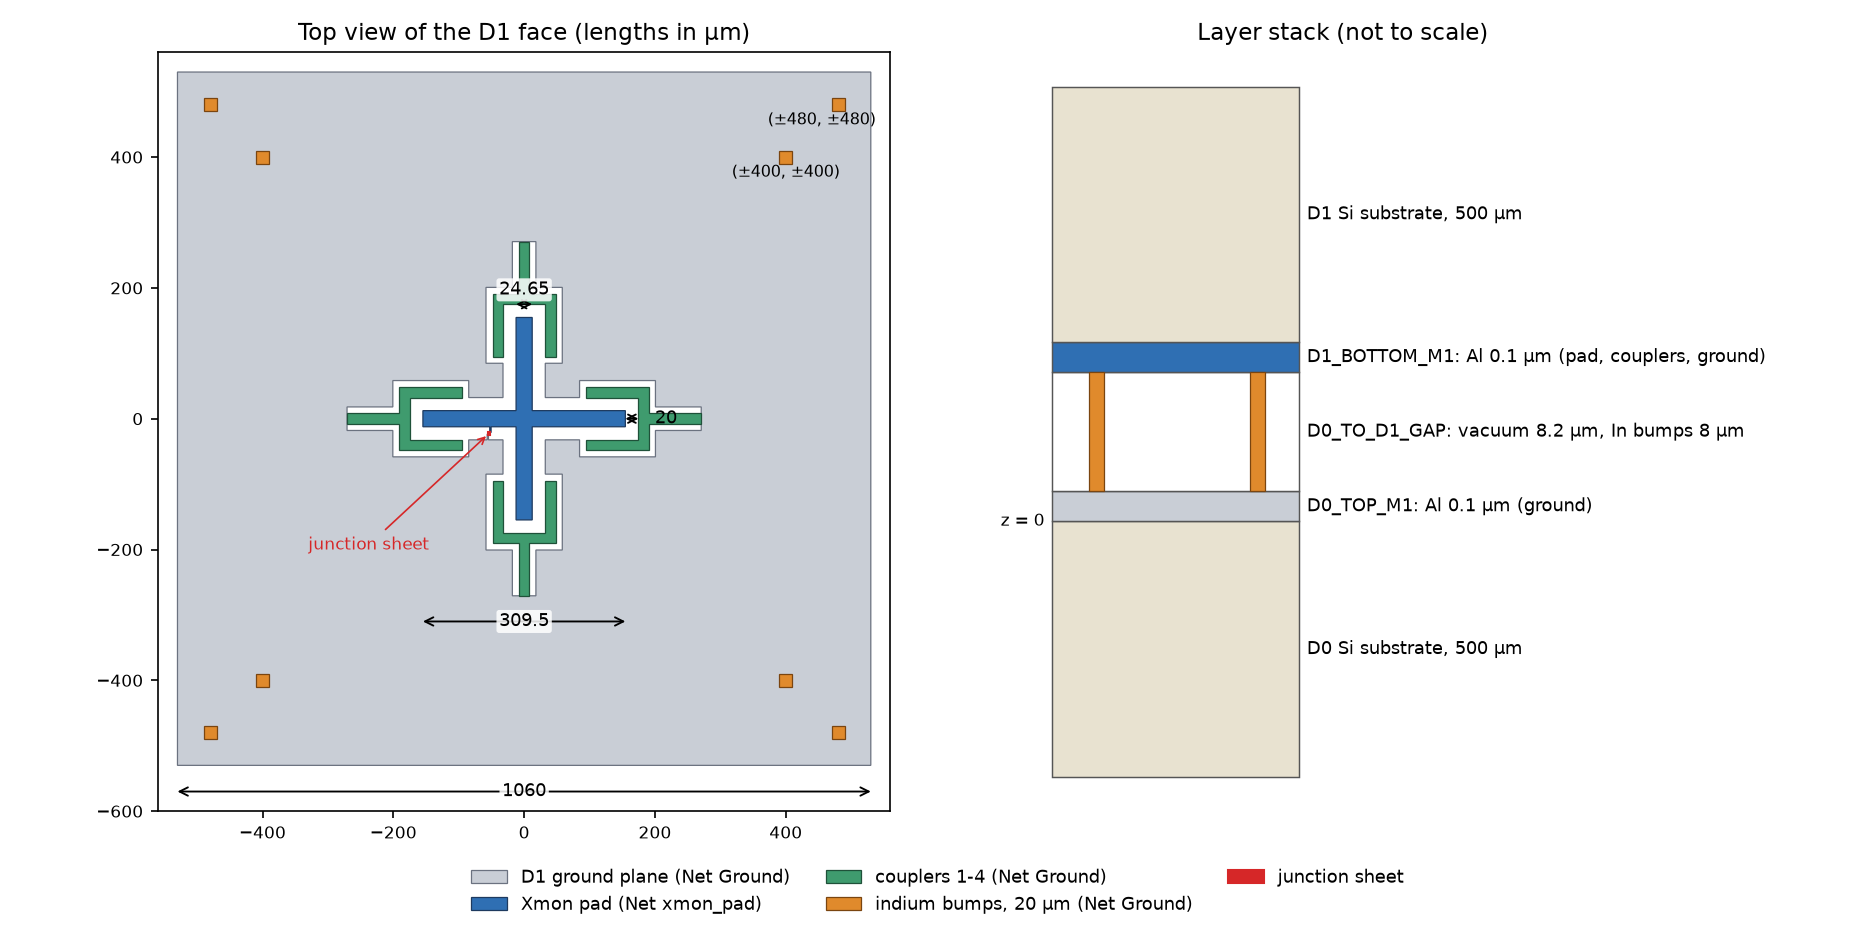 Top view of the D1 face (lengths in µm)
400
200
0
−200
−400
−600
−400
−200
0
200
400
(±480, ±480)
(±400, ±400)
24.65
20
junction sheet
309.5
1060
Layer stack (not to scale)
D1 Si substrate, 500 µm
D1_BOTTOM_M1: Al 0.1 µm (pad, couplers, ground)
D0_TO_D1_GAP: vacuum 8.2 µm, In bumps 8 µm
D0_TOP_M1: Al 0.1 µm (ground)
z = 0
D0 Si substrate, 500 µm
D1 ground plane (Net Ground)
Xmon pad (Net xmon_pad)
couplers 1-4 (Net Ground)
indium bumps, 20 µm (Net Ground)
junction sheet